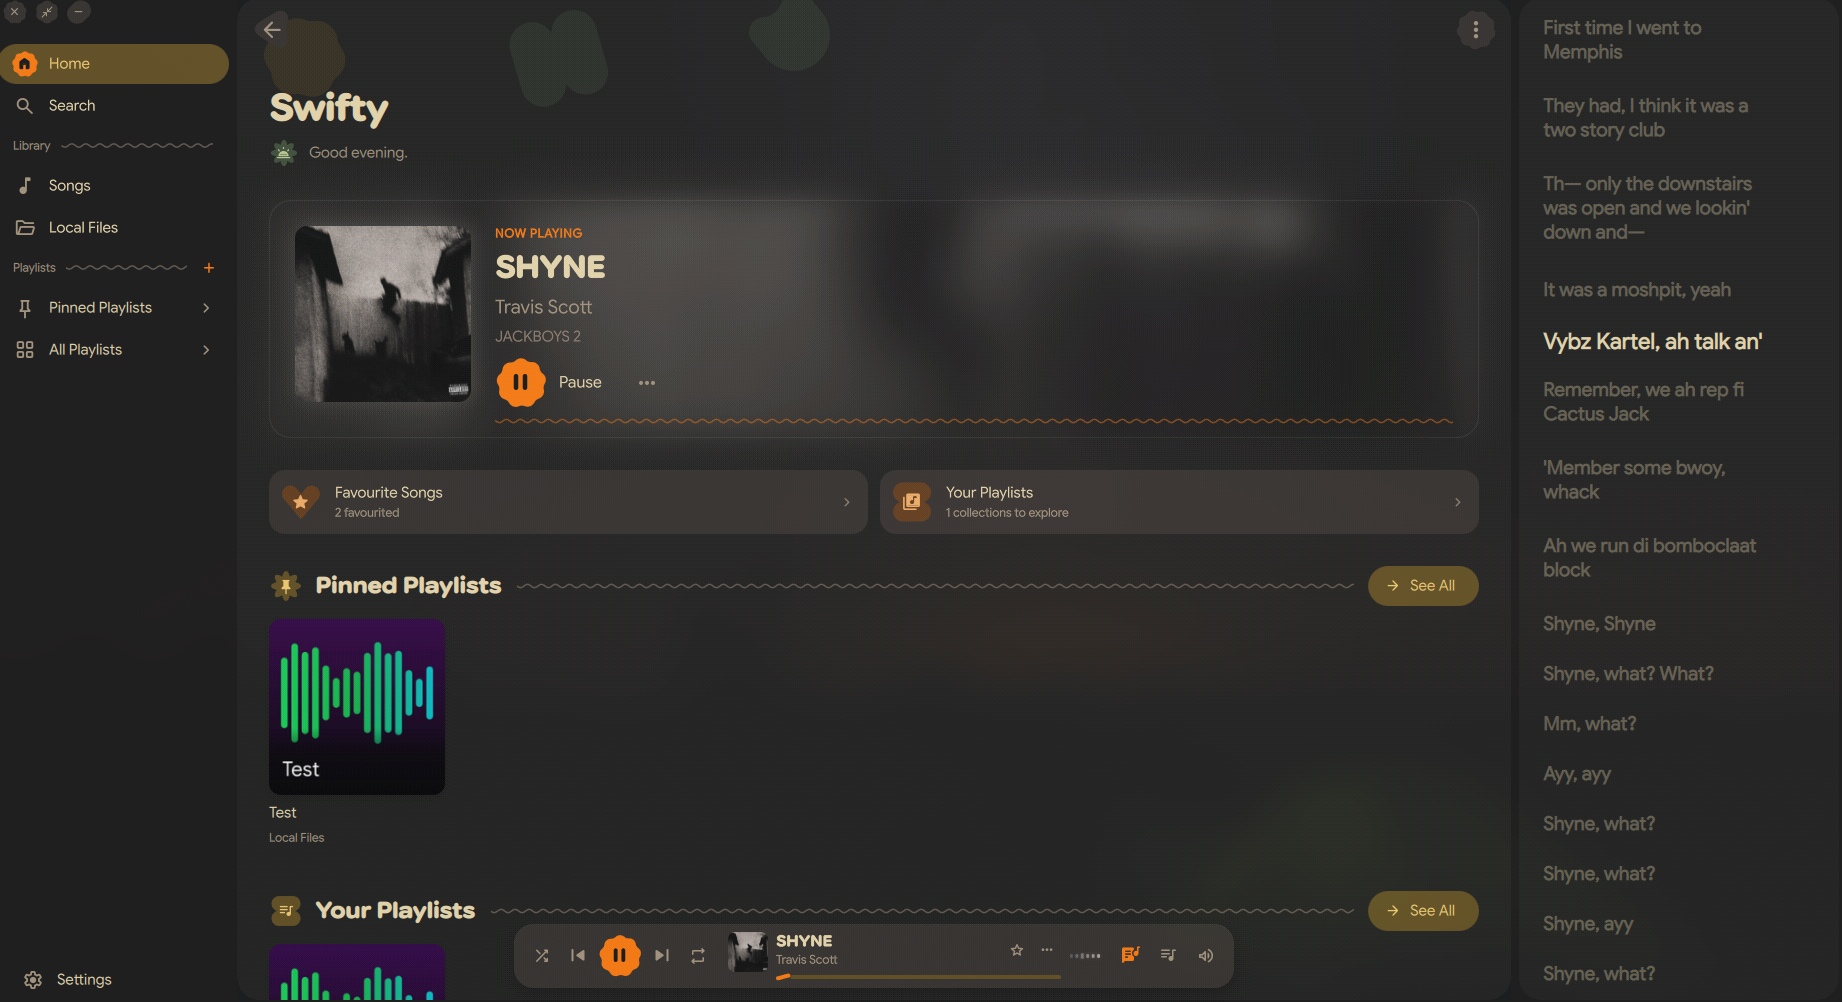 Home
Search
Library
Songs
Local Files
Playlists
Pinned Playlists
All Playlists
Settings
Swifty
Good evening.
NOW PLAYING
SHYNE
Travis Scott
JACKBOYS 2
Pause
Favourite Songs
2 favourited
Your Playlists
1 collections to explore
Pinned Playlists
See All
Test
Test
Local Files
Your Playlists
See All
SHYNE
Travis Scott
First time I went to
Memphis
They had, I think it was a
two story club
Th— only the downstairs
was open and we lookin'
down and—
It was a moshpit, yeah
Vybz Kartel, ah talk an'
Remember, we ah rep fi
Cactus Jack
'Member some bwoy,
whack
Ah we run di bomboclaat
block
Shyne, Shyne
Shyne, what? What?
Mm, what?
Ayy, ayy
Shyne, what?
Shyne, what?
Shyne, ayy
Shyne, what?